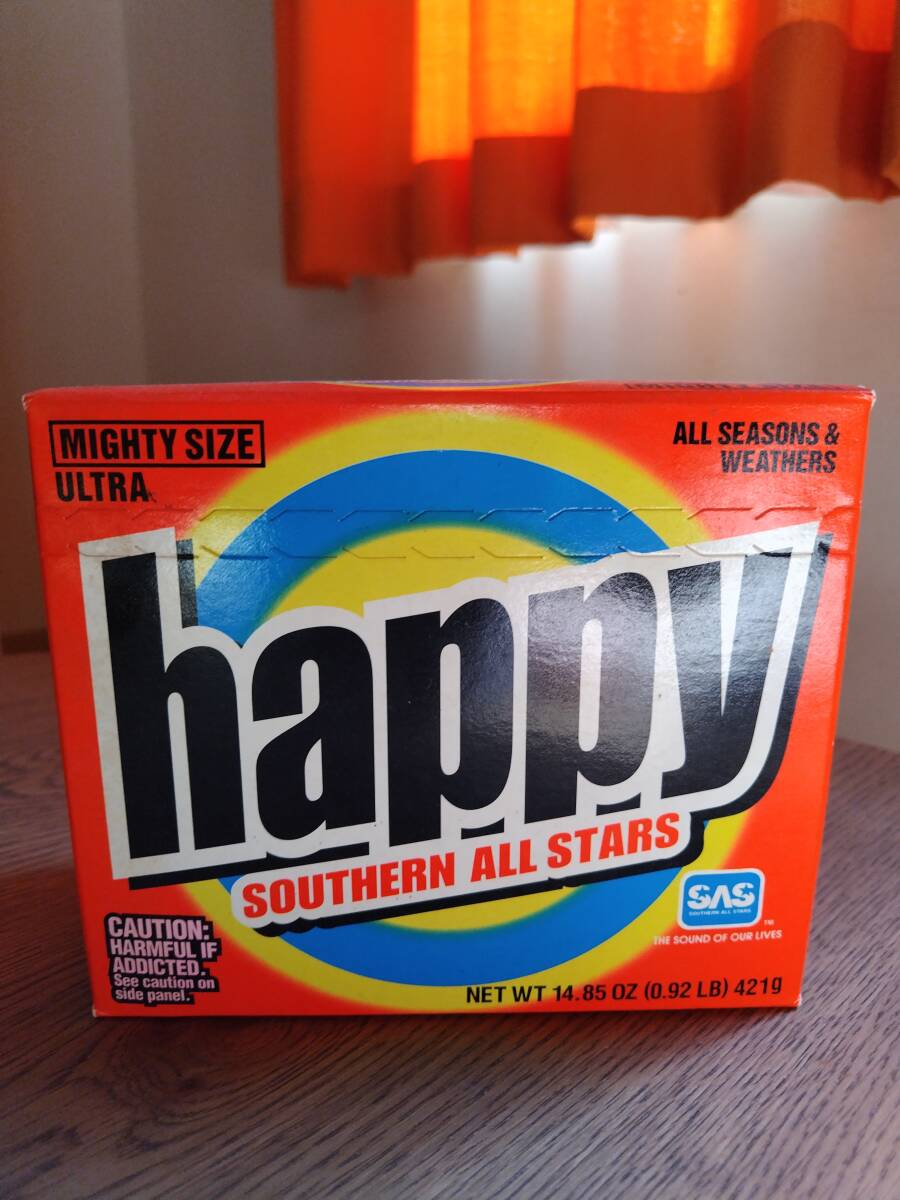 MIGHTY SIZE
ULTRA
ALL SEASONS &
WEATHERS
happy
SOUTHERN ALL STARS
SAS
SOUTHERN ALL STARS
TM
THE SOUND OF OUR LIVES
CAUTION:
HARMFUL IF
ADDICTED.
See caution on
side panel.
NET WT 14.85 OZ (0.92 LB) 421g